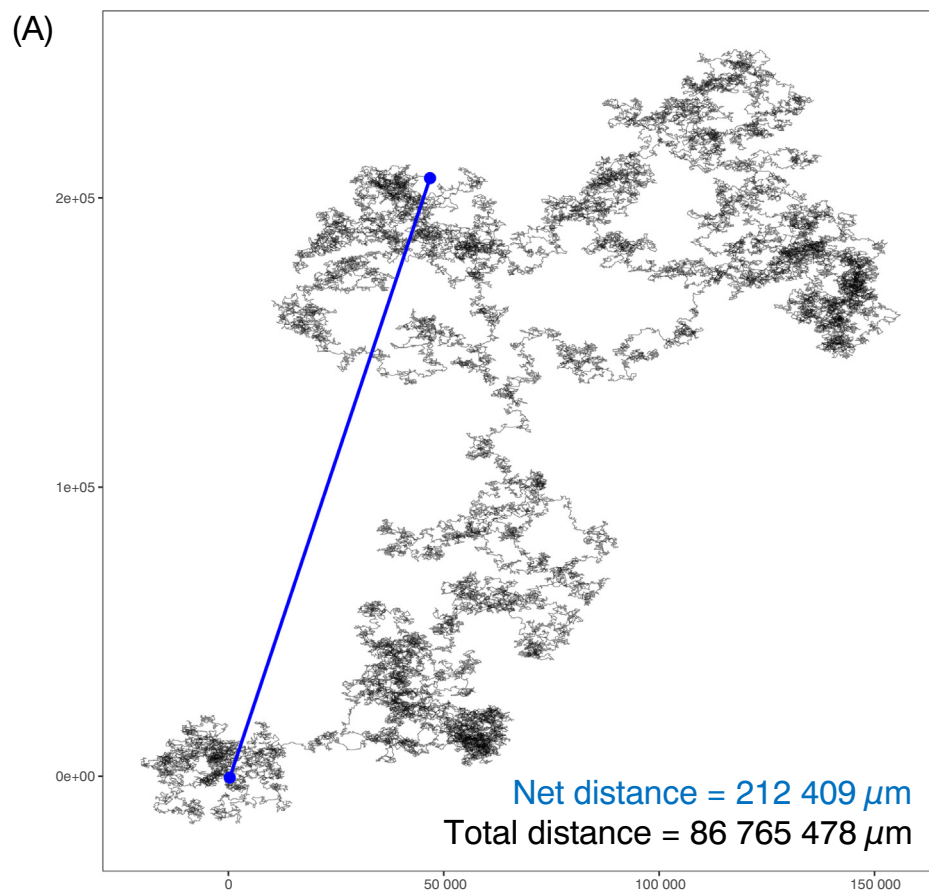 (A)
2e+05
1e+05
0e+00
Net distance = 212 409 µm
Total distance = 86 765 478 µm
0 50 000 100 000 150 000